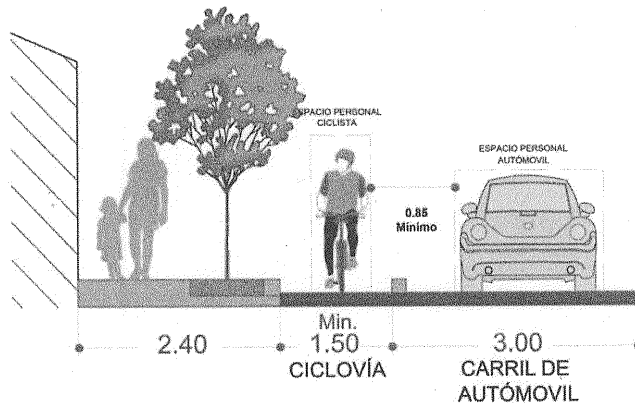 ESPACIO PERSONAL
CICLISTA
ESPACIO PERSONAL
AUTÓMOVIL
0.85
Mínimo
2.40
Min.
1.50
CICLOVÍA
3.00
CARRIL DE
AUTÓMOVIL